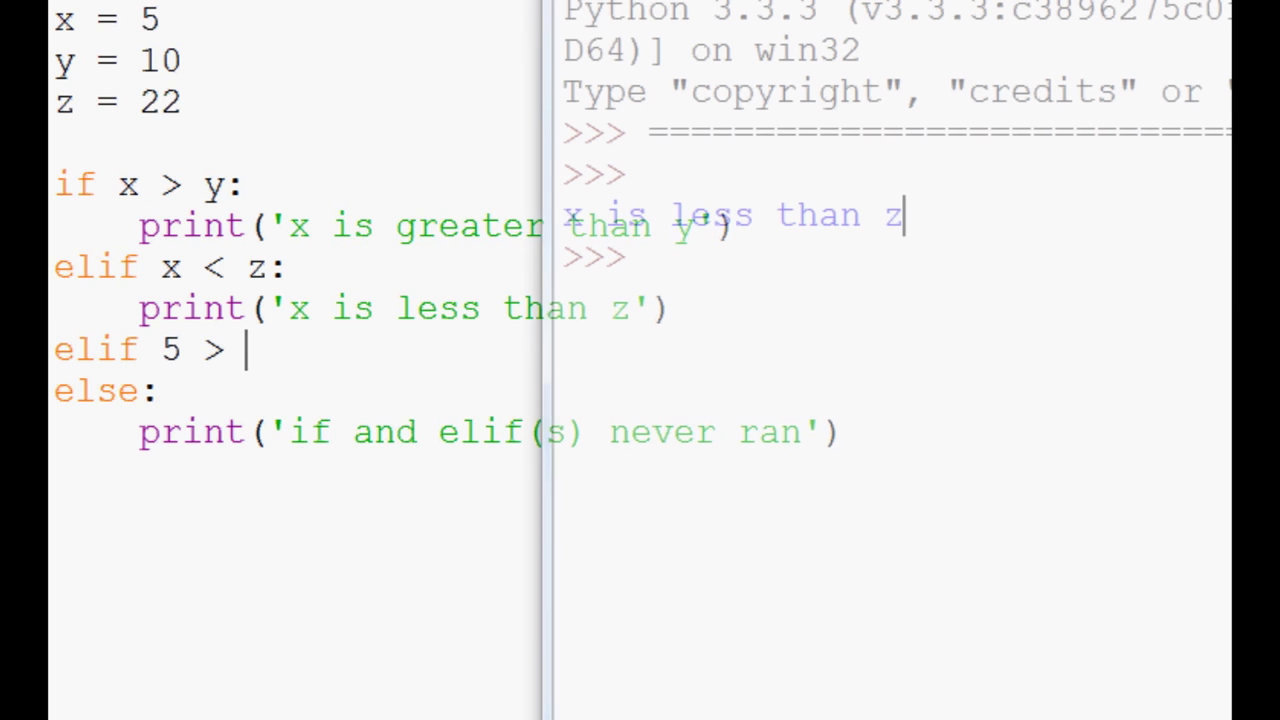 x = 5
y = 10
z = 22
if x > y:
    print('x is greater than y')
elif x < z:
    print('x is less than z')
elif 5 >
else:
    print('if and elif(s) never ran')
Python 3.3.3 (v3.3.3:c3896275c0
D64)] on win32
Type "copyright", "credits" or '
>>> ============================
>>>
x is less than z
>>>